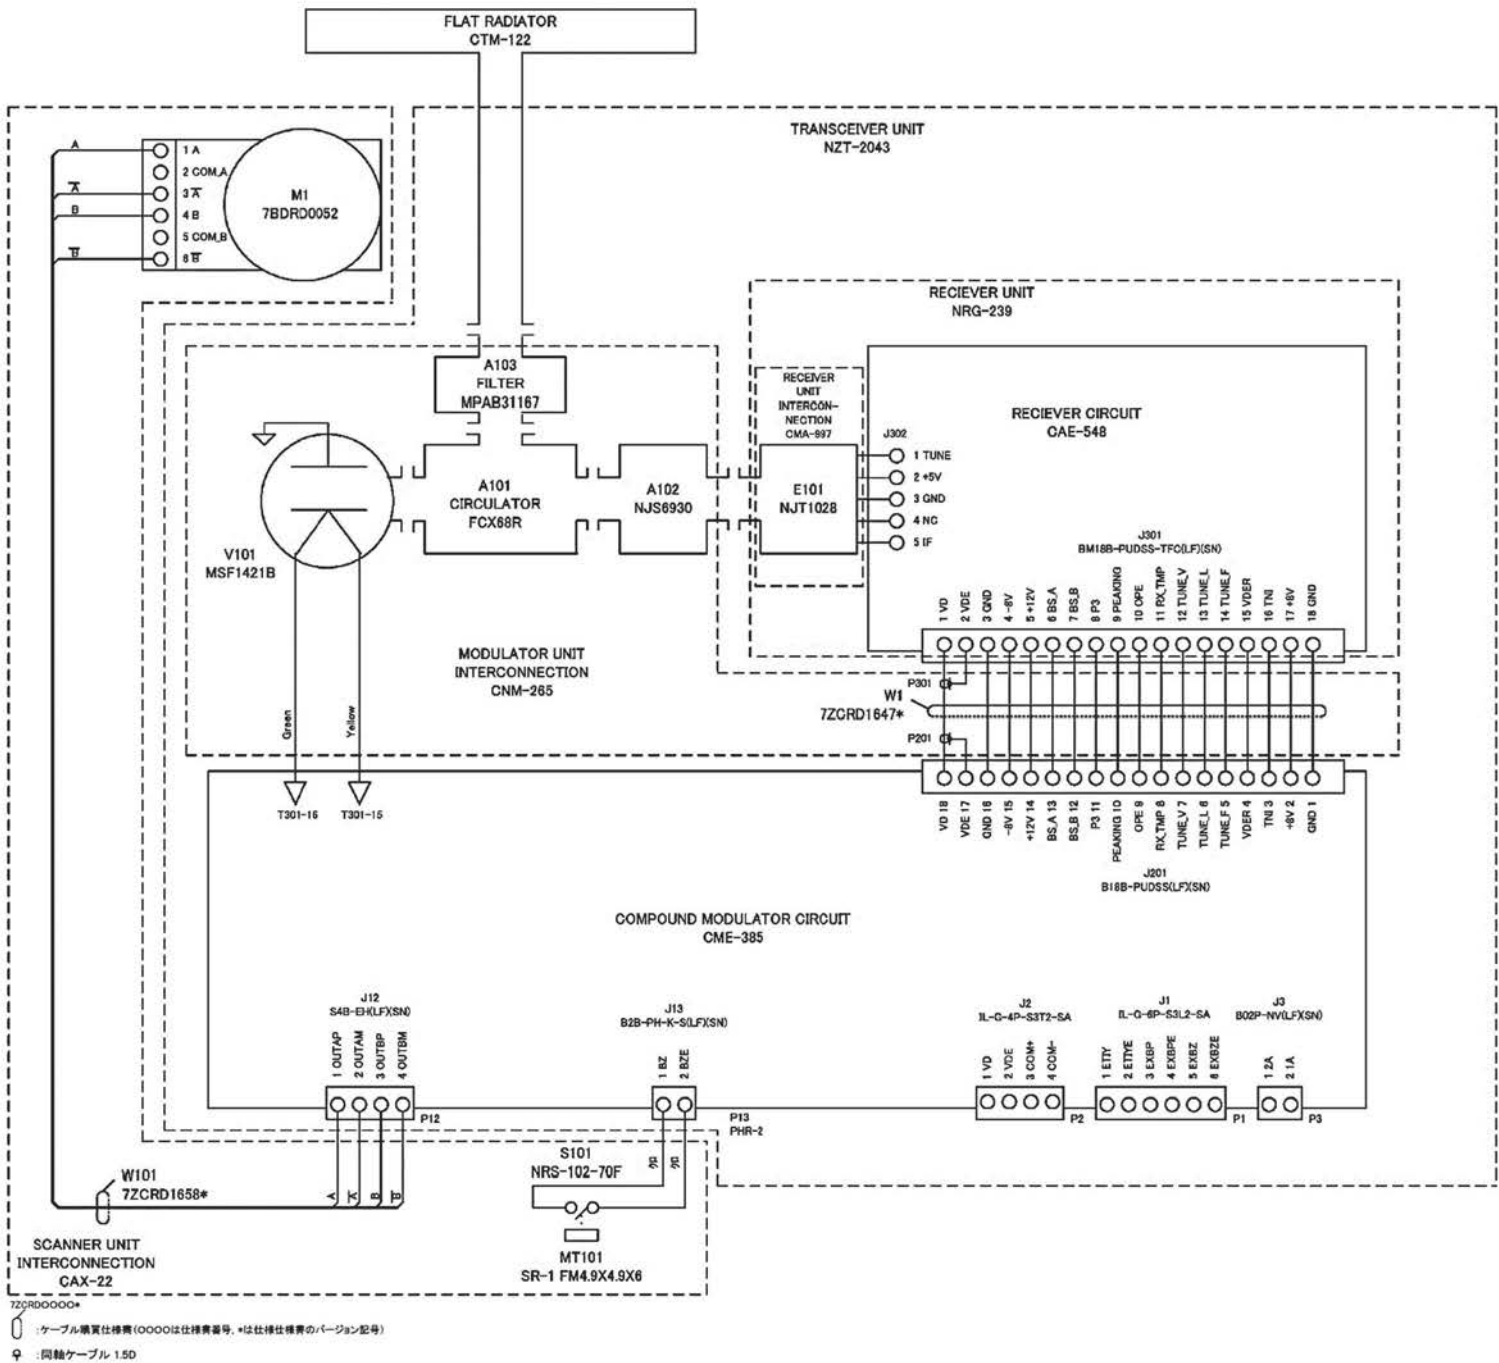 FLAT RADIATOR
CTM-122
TRANSCEIVER UNIT
NZT-2043
A
A̅
B
B̅
1 A
2 COM_A
3 A̅
4 B
5 COM_B
6 B̅
M1
7BDRD0052
RECIEVER UNIT
NRG-239
A103
FILTER
MPAB31167
RECEIVER
UNIT
INTERCON-
NECTION
CMA-997
RECIEVER CIRCUIT
CAE-548
J302
1 TUNE
2 +5V
3 GND
4 NC
5 IF
A101
CIRCULATOR
FCX68R
A102
NJS6930
E101
NJT1028
V101
MSF1421B
J301
BM18B-PUDSS-TFC(LF)(SN)
1 VD
2 VDE
3 GND
4 -8V
5 +12V
6 BS_A
7 BS_B
8 P3
9 PEAKING
10 OPE
11 RX_TMP
12 TUNE_V
13 TUNE_L
14 TUNE_F
15 VDER
16 TNI
17 +8V
18 GND
MODULATOR UNIT
INTERCONNECTION
CNM-265
P301
W1
7ZCRD1647*
P201
Green
Yellow
T301-16
T301-15
VD 18
VDE 17
GND 16
-8V 15
+12V 14
BS_A 13
BS_B 12
P3 11
PEAKING 10
OPE 9
RX_TMP 8
TUNE_V 7
TUNE_L 6
TUNE_F 5
VDER 4
TNI 3
+8V 2
GND 1
J201
B18B-PUDSS(LF)(SN)
COMPOUND MODULATOR CIRCUIT
CME-385
J12
S4B-EH(LF)(SN)
1 OUTAP
2 OUTAM
3 OUTBP
4 OUTBM
P12
J13
B2B-PH-K-S(LF)(SN)
1 BZ
2 BZE
P13
PHR-2
J2
IL-G-4P-S3T2-SA
1 VD
2 VDE
3 COM+
4 COM-
P2
J1
IL-G-6P-S3L2-SA
1 ETIY
2 ETIYE
3 EXBP
4 EXBPE
5 EXBZ
6 EXBZE
P1
J3
B02P-NV(LF)(SN)
1 2A
2 1A
P3
W101
7ZCRD1658*
A
A̅
B
B̅
S101
NRS-102-70F
MT101
SR-1 FM4.9X4.9X6
SCANNER UNIT
INTERCONNECTION
CAX-22
7ZCRDOOOO*
:ケーブル購買仕様書(OOOOは仕様書番号、*は仕様仕様書のバージョン記号)
:同軸ケーブル 1.5D